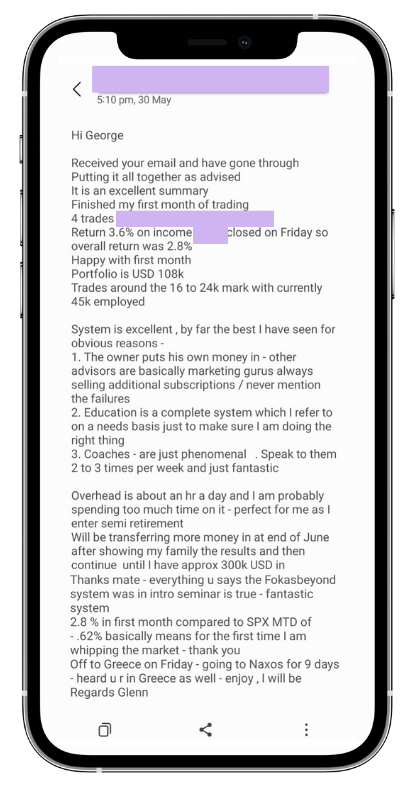 5:10 pm, 30 May
Hi George
Received your email and have gone through
Putting it all together as advised
It is an excellent summary
Finished my first month of trading
4 trades
Return 3.6% on income closed on Friday so
overall return was 2.8%
Happy with first month
Portfolio is USD 108k
Trades around the 16 to 24k mark with currently
45k employed
System is excellent , by far the best I have seen for
obvious reasons -
1. The owner puts his own money in - other
advisors are basically marketing gurus always
selling additional subscriptions / never mention
the failures
2. Education is a complete system which I refer to
on a needs basis just to make sure I am doing the
right thing
3. Coaches - are just phenomenal . Speak to them
2 to 3 times per week and just fantastic
Overhead is about an hr a day and I am probably
spending too much time on it - perfect for me as I
enter semi retirement
Will be transferring more money in at end of June
after showing my family the results and then
continue until I have approx 300k USD in
Thanks mate - everything u says the Fokasbeyond
system was in intro seminar is true - fantastic
system
2.8 % in first month compared to SPX MTD of
- .62% basically means for the first time I am
whipping the market - thank you
Off to Greece on Friday - going to Naxos for 9 days
- heard u r in Greece as well - enjoy , I will be
Regards Glenn